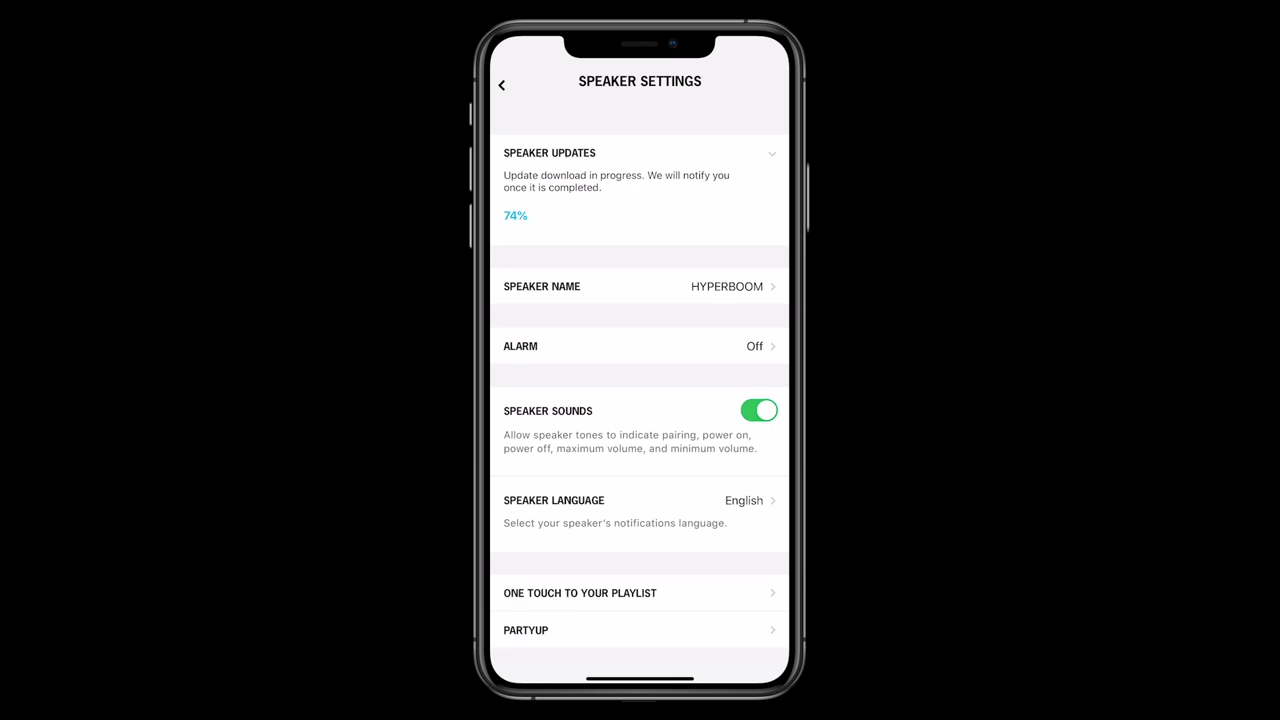 SPEAKER SETTINGS
SPEAKER UPDATES
Update download in progress. We will notify you
once it is completed.
74%
SPEAKER NAME HYPERBOOM
ALARM Off
SPEAKER SOUNDS
Allow speaker tones to indicate pairing, power on,
power off, maximum volume, and minimum volume.
SPEAKER LANGUAGE English
Select your speaker's notifications language.
ONE TOUCH TO YOUR PLAYLIST
PARTYUP